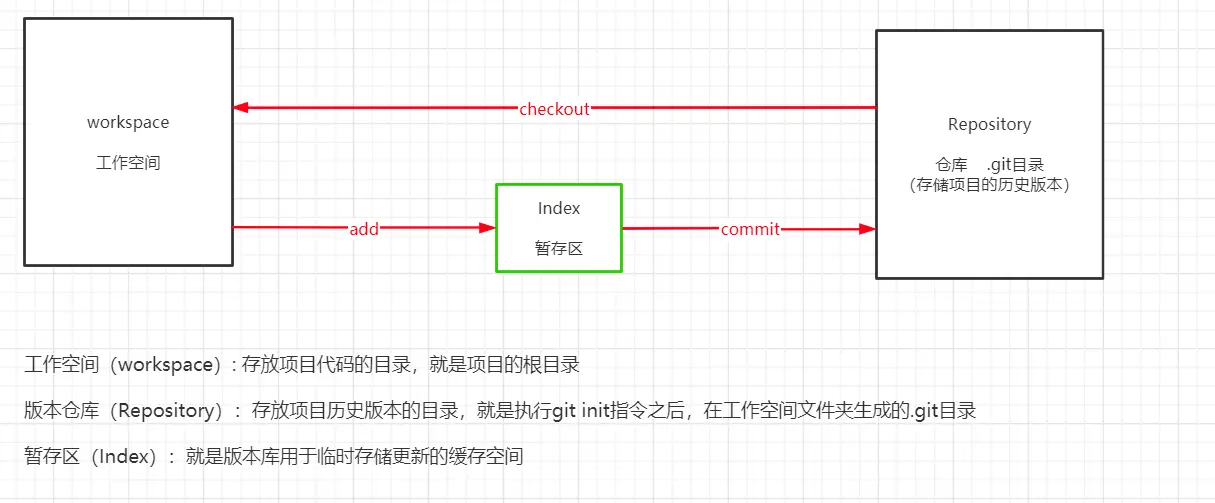 checkout
workspace
工作空间
Repository
仓库 .git目录
（存储项目的历史版本）
add
Index
暂存区
commit
工作空间（workspace）: 存放项目代码的目录，就是项目的根目录
版本仓库（Repository）：存放项目历史版本的目录，就是执行git init指令之后，在工作空间文件夹生成的.git目录
暂存区（Index）：就是版本库用于临时存储更新的缓存空间